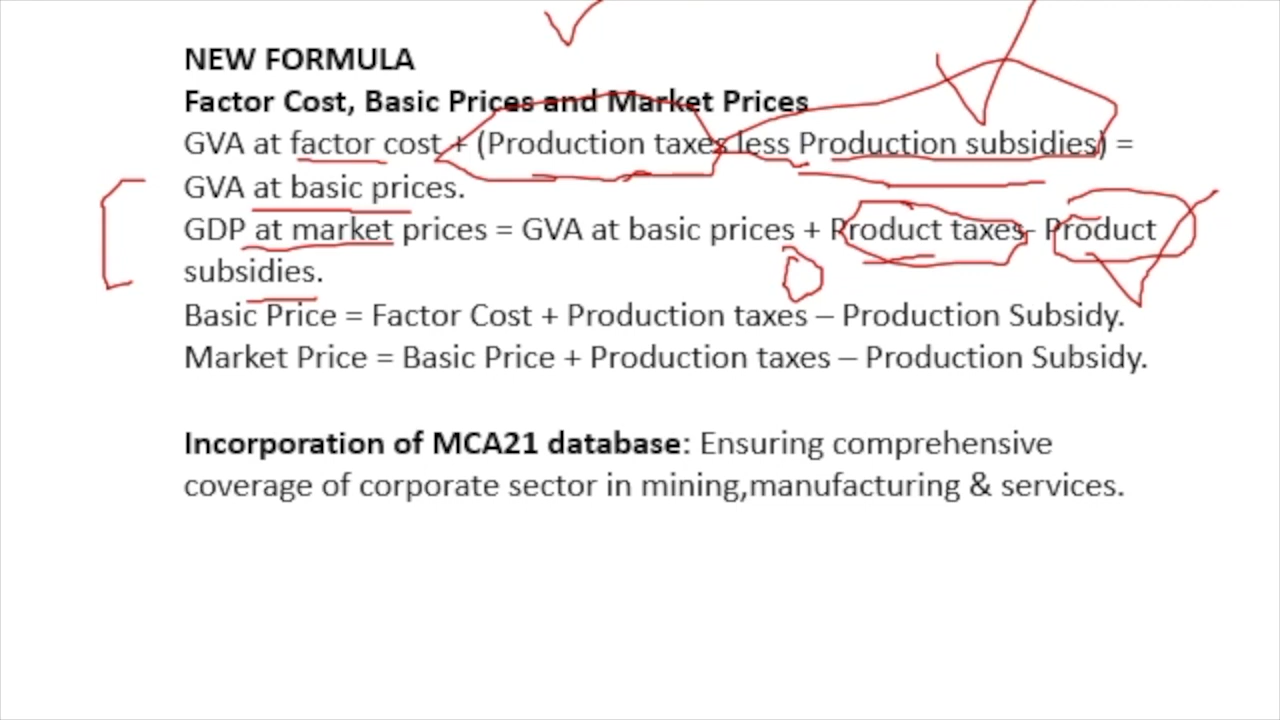 NEW FORMULA
Factor Cost, Basic Prices and Market Prices
GVA at factor cost + (Production taxes less Production subsidies) =
GVA at basic prices.
GDP at market prices = GVA at basic prices + Product taxes- Product
subsidies.
Basic Price = Factor Cost + Production taxes – Production Subsidy.
Market Price = Basic Price + Production taxes – Production Subsidy.
Incorporation of MCA21 database: Ensuring comprehensive
coverage of corporate sector in mining,manufacturing & services.